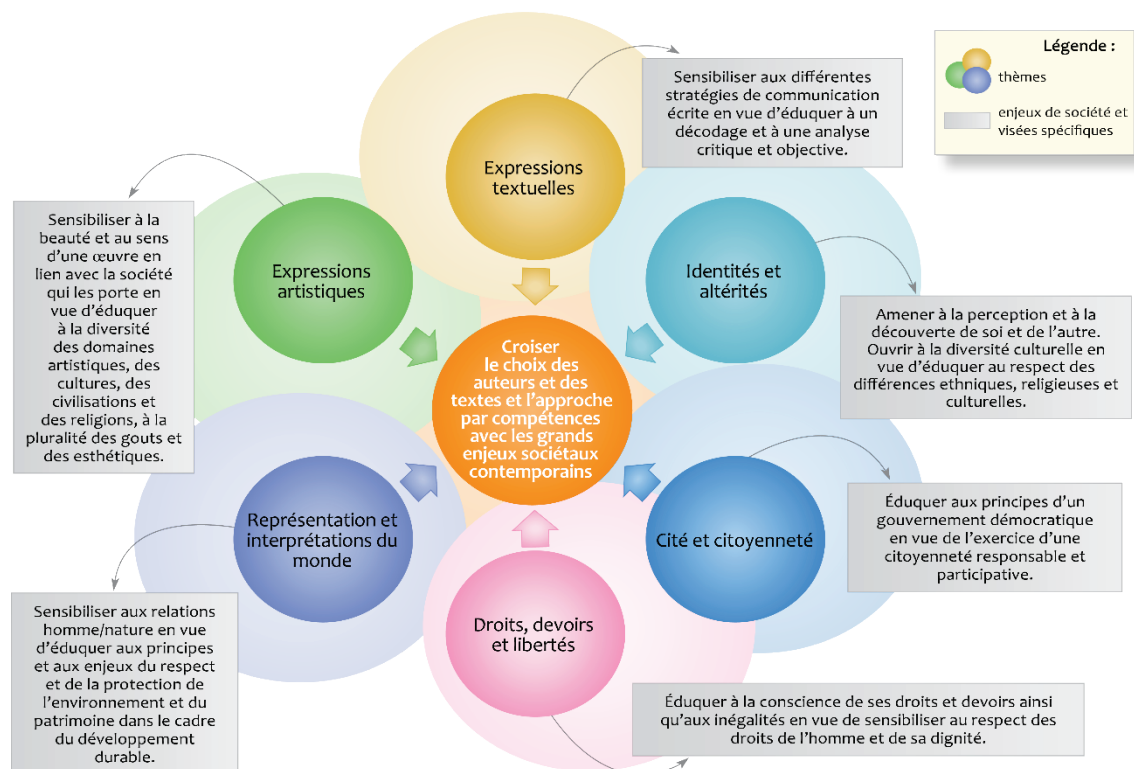 Légende :
thèmes
enjeux de société et
visées spécifiques
Expressions
textuelles
Sensibiliser aux différentes
stratégies de communication
écrite en vue d’éduquer à un
décodage et à une analyse
critique et objective.
Identités et
altérités
Amener à la perception et à la
découverte de soi et de l’autre.
Ouvrir à la diversité culturelle en
vue d’éduquer au respect des
différences ethniques, religieuses et
culturelles.
Cité et citoyenneté
Éduquer aux principes d’un
gouvernement démocratique
en vue de l’exercice d’une
citoyenneté responsable et
participative.
Droits, devoirs
et libertés
Éduquer à la conscience de ses droits et devoirs ainsi
qu’aux inégalités en vue de sensibiliser au respect des
droits de l’homme et de sa dignité.
Représentation et
interprétations du
monde
Sensibiliser aux relations
homme/nature en vue
d’éduquer aux principes
et aux enjeux du respect
et de la protection de
l’environnement et du
patrimoine dans le cadre
du développement
durable.
Expressions
artistiques
Sensibiliser à la
beauté et au sens
d’une œuvre en
lien avec la société
qui les porte en
vue d’éduquer
à la diversité
des domaines
artistiques, des
cultures, des
civilisations et
des religions, à la
pluralité des gouts et
des esthétiques.
Croiser
le choix des
auteurs et des
textes et l’approche
par compétences
avec les grands
enjeux sociétaux
contemporains